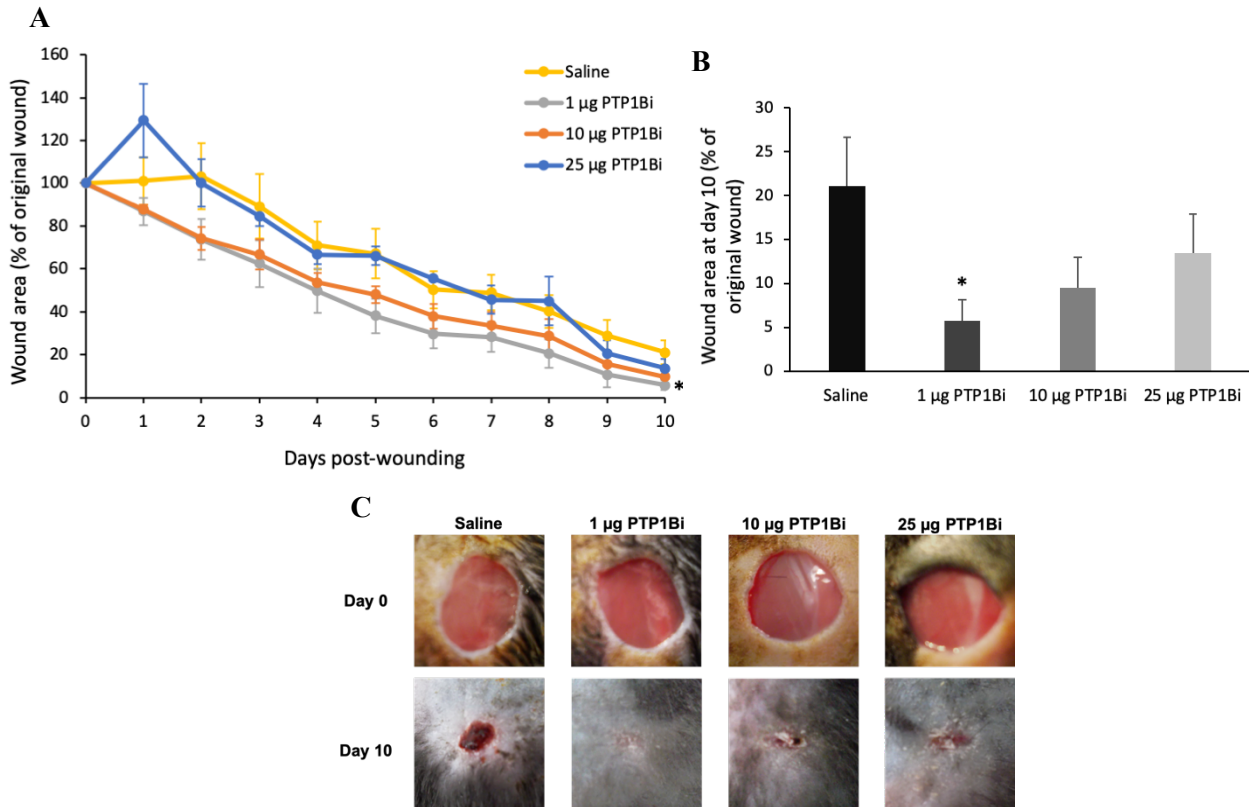 A
Wound area (% of original wound)
160
140
120
100
80
60
40
20
0
0 1 2 3 4 5 6 7 8 9 10
Days post-wounding
Saline
1 µg PTP1Bi
10 µg PTP1Bi
25 µg PTP1Bi
*
B
Wound area at day 10 (% of
original wound)
30
25
20
15
10
5
0
*
Saline 1 µg PTP1Bi 10 µg PTP1Bi 25 µg PTP1Bi
C
Saline 1 µg PTP1Bi 10 µg PTP1Bi 25 µg PTP1Bi
Day 0
Day 10